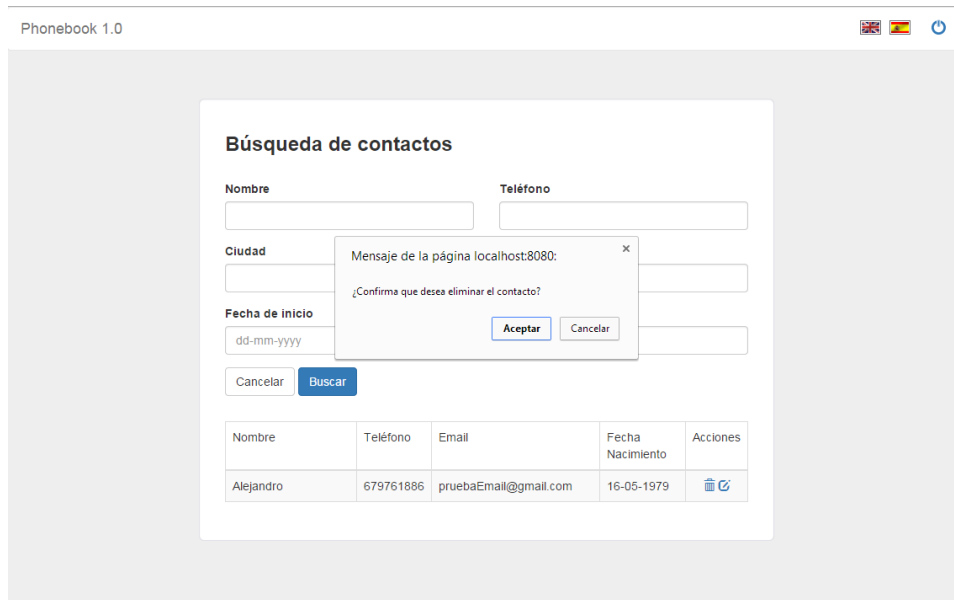 Phonebook 1.0
Búsqueda de contactos
Nombre Teléfono
Ciudad
Mensaje de la página localhost:8080:
¿Confirma que desea eliminar el contacto?
Aceptar Cancelar
Fecha de inicio
dd-mm-yyyy
Cancelar Buscar
Nombre Teléfono Email Fecha Nacimiento Acciones
Alejandro 679761886 pruebaEmail@gmail.com 16-05-1979